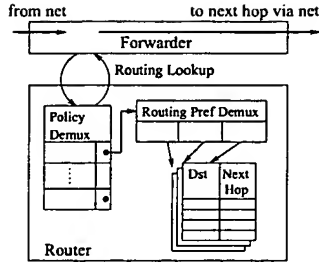 from net
to next hop via net
Forwarder
Routing Lookup
Policy
Demux
Routing Pref Demux
Dst
Next
Hop
Router